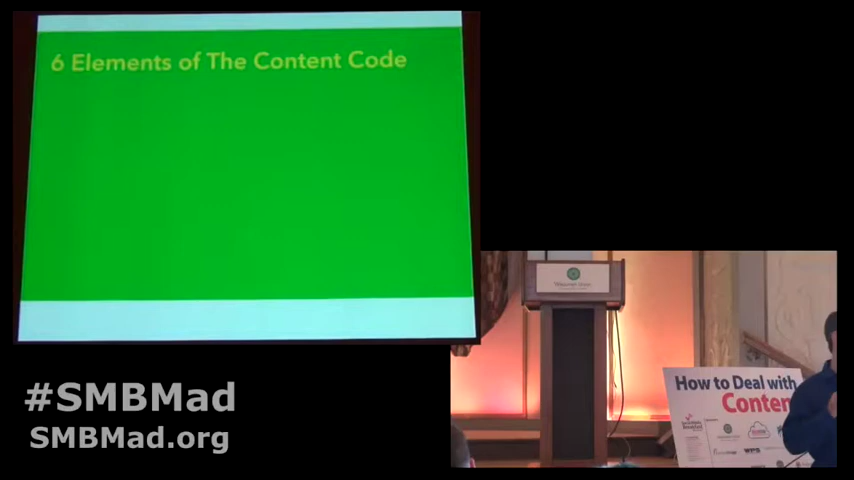 6 Elements of The Content Code
#SMBMad
SMBMad.org
How to Deal with
Conten